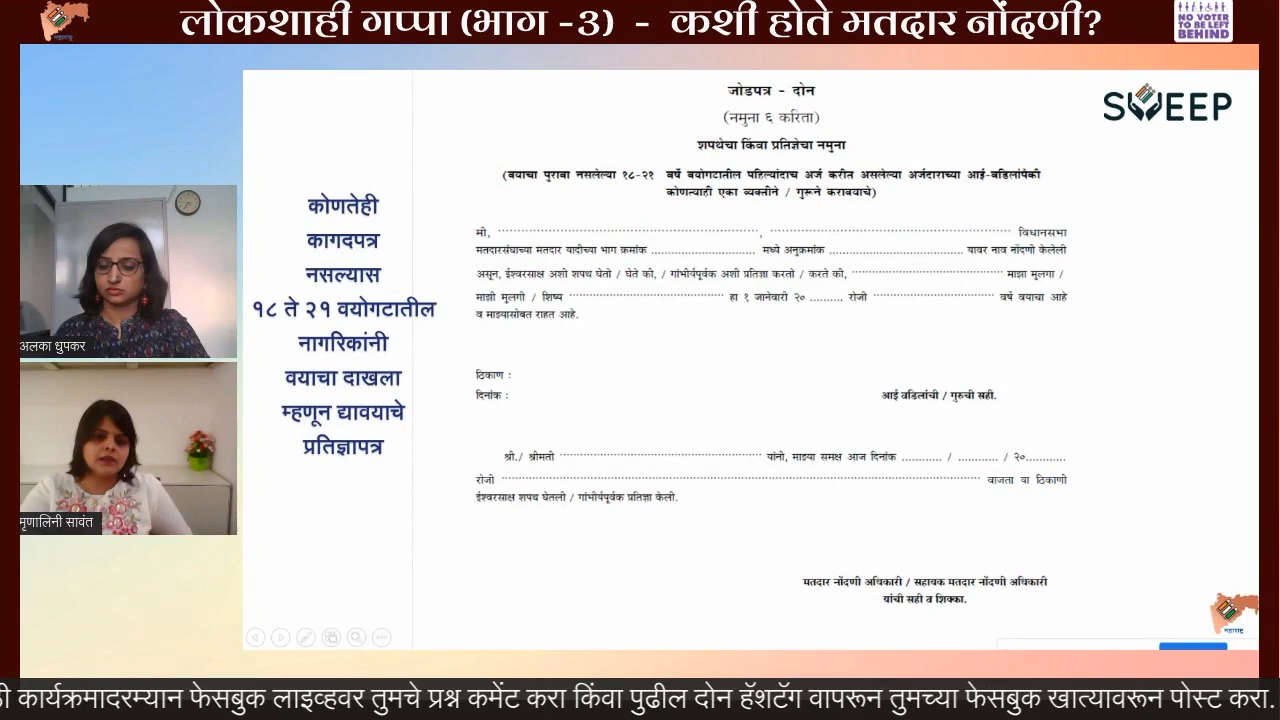 लोकशाही गप्पा (भाग -3) - कशी होते मतदार नोंदणी?
NO VOTER
TO BE LEFT
BEHIND
महाराष्ट्र
SWEEP
जोडपत्र - दोन
(नमुना ६ करिता)
शपथेचा किंवा प्रतिज्ञेचा नमुना
(वयाचा पुरावा नसलेल्या १८-२१ वर्षे वयोगटातील पहिल्यांदाच अर्ज करीत असलेल्या अर्जदाराच्या आई-वडिलांपैकी
कोणत्याही एका व्यक्तीने / गुरूने करावयाचे)
मी, ........................, ........................ विधानसभा
मतदारसंघाच्या मतदार यादीच्या भाग क्रमांक ........................ मध्ये अनुक्रमांक ........................ यावर नाव नोंदणी केलेली
असून, ईश्वरसाक्ष अशी शपथ घेतो / घेते की, / गांभीर्यपूर्वक अशी प्रतिज्ञा करतो / करते की, ........................ माझा मुलगा /
माझी मुलगी / शिष्य ........................ हा १ जानेवारी २० .......... रोजी ........................ वर्षे वयाचा आहे
व माझ्यासोबत राहत आहे.
ठिकाण :
दिनांक :
आई वडिलांची / गुरुची सही.
श्री./ श्रीमती ........................ यांनी, माझ्या समक्ष आज दिनांक ........... / ........... / २०...........
रोजी ........................ वाजता या ठिकाणी
ईश्वरसाक्ष शपथ घेतली / गांभीर्यपूर्वक प्रतिज्ञा केली.
मतदार नोंदणी अधिकारी / सहायक मतदार नोंदणी अधिकारी
यांची सही व शिक्का.
कोणतेही
कागदपत्र
नसल्यास
१८ ते २१ वयोगटातील
नागरिकांनी
वयाचा दाखला
म्हणून द्यावयाचे
प्रतिज्ञापत्र
अलका धुपकर
मृणालिनी सावंत
महाराष्ट्र
कार्यक्रमादरम्यान फेसबुक लाइव्हवर तुमचे प्रश्न कमेंट करा किंवा पुढील दोन हॅशटॅग वापरून तुमच्या फेसबुक खात्यावरून पोस्ट करा.